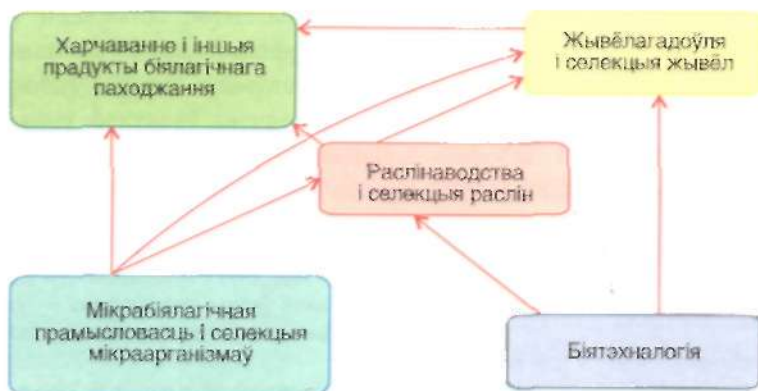 Харчаванне і іншыя
прадукты біялагічнага
паходжання
Жывёлагадоўля
і селекцыя жывёл
Раслінаводства
і селекцыя раслін
Мікрабіялагічная
прамысловасць і селекцыя
мікраарганізмаў
Біятэхналогія